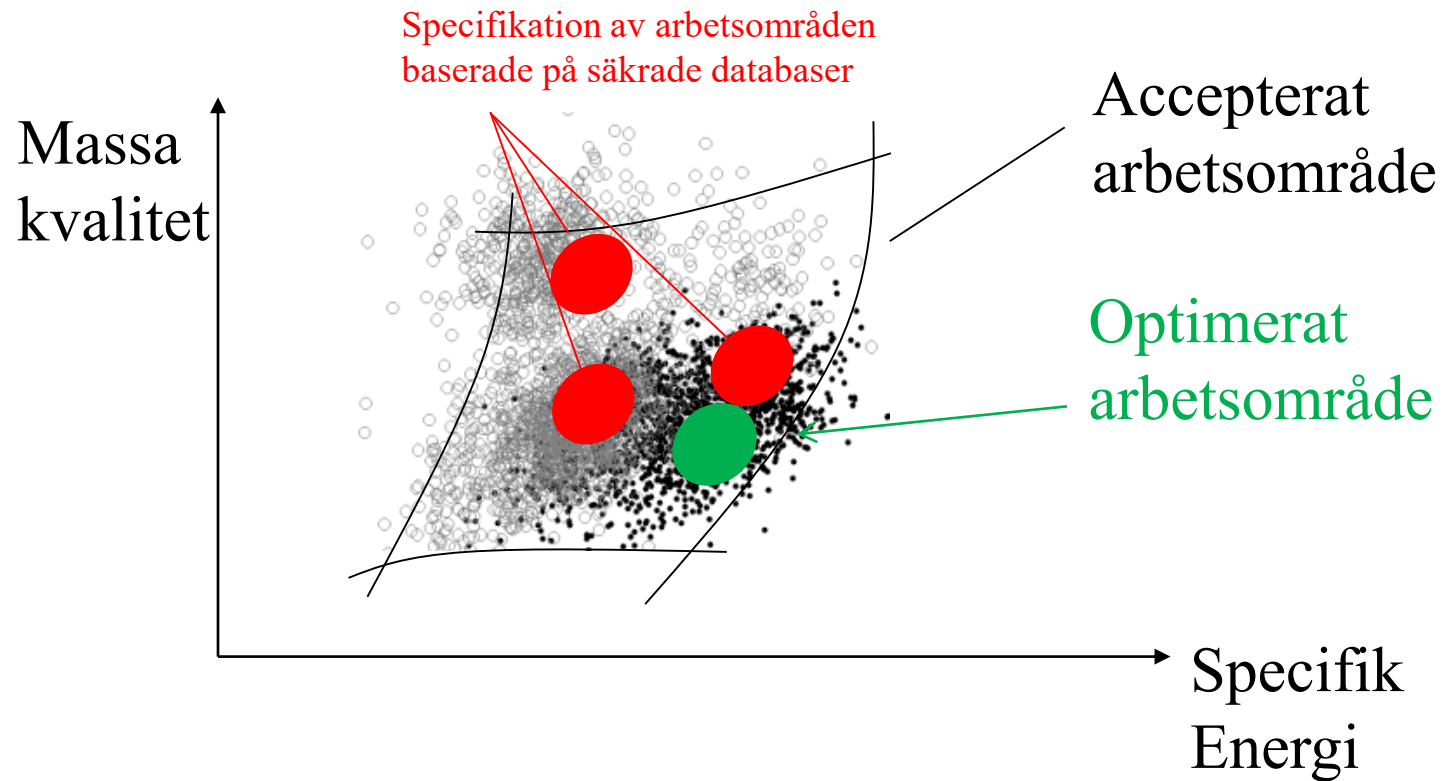 Specifikation av arbetsområden
baserade på säkrade databaser
Massa
kvalitet
Accepterat
arbetsområde
Optimerat
arbetsområde
Specifik
Energi